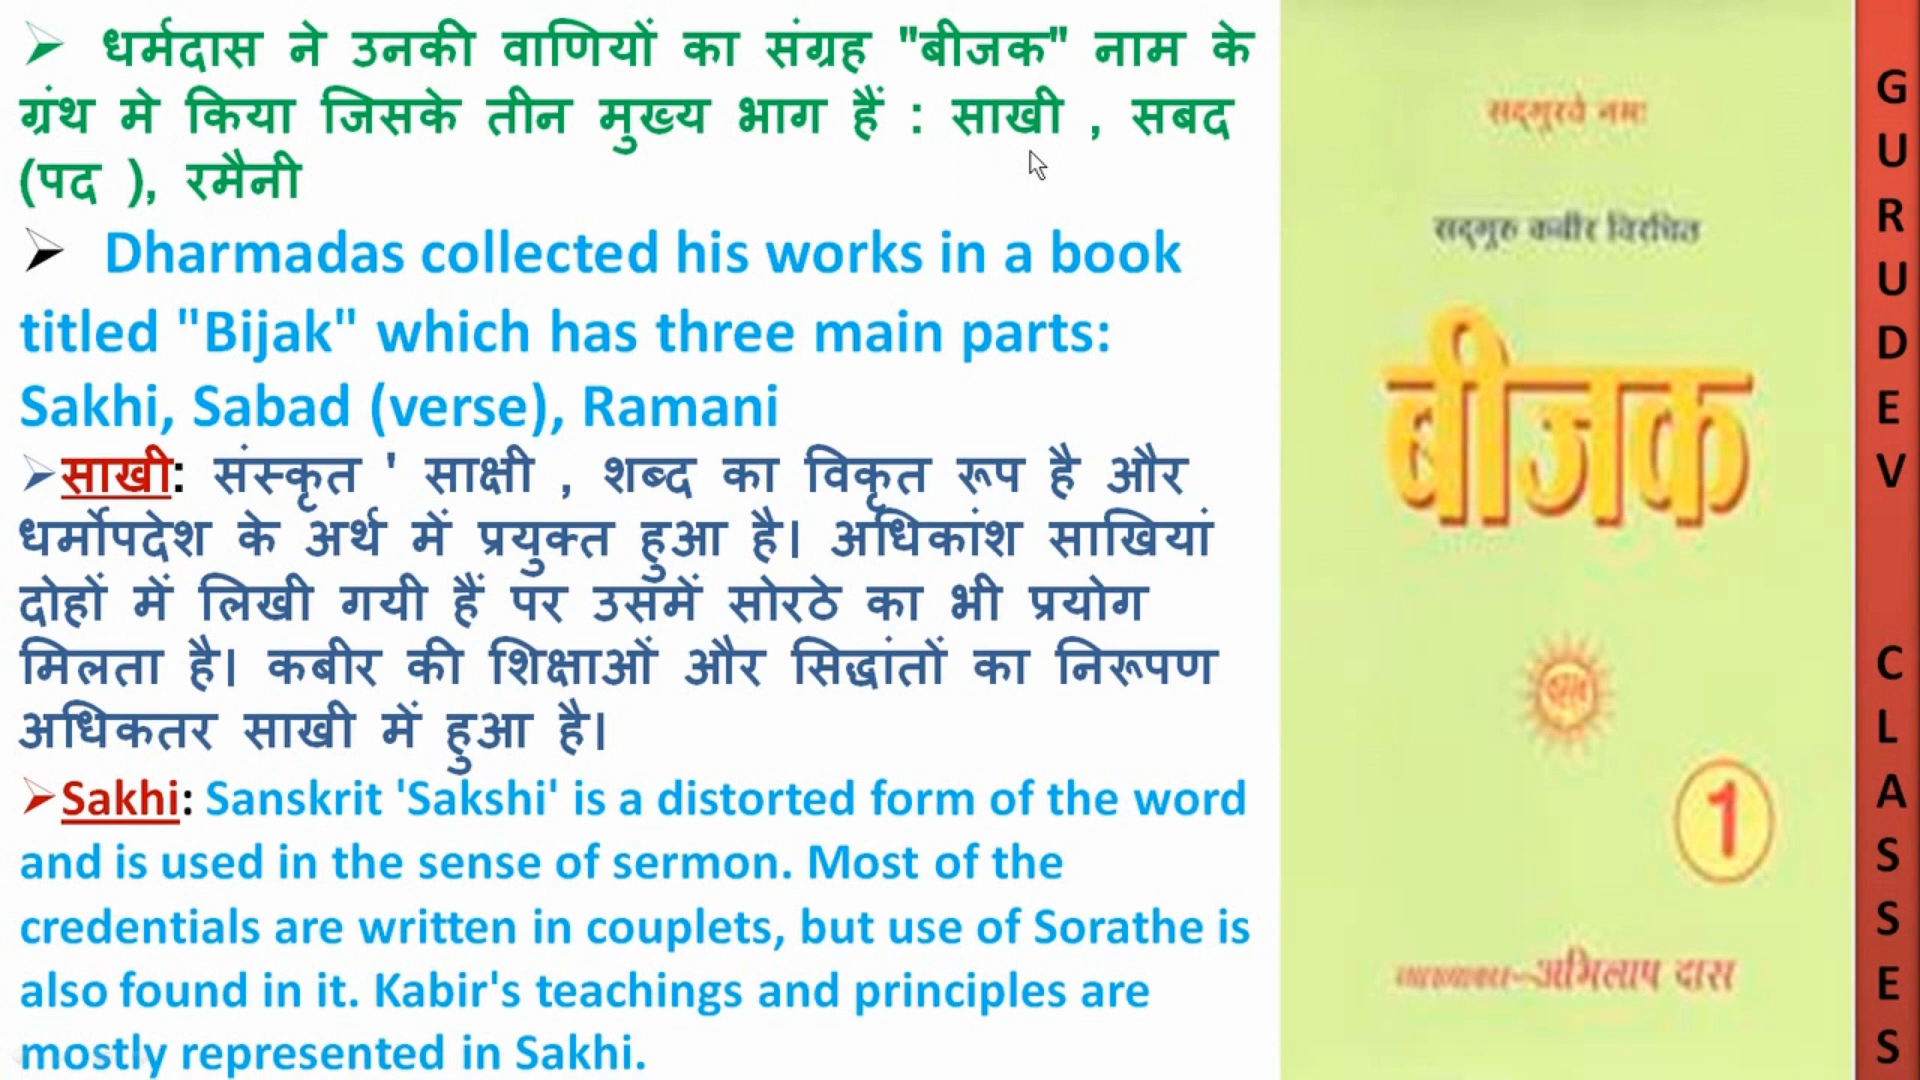 ➢ धर्मदास ने उनकी वाणियों का संग्रह "बीजक" नाम के
ग्रंथ मे किया जिसके तीन मुख्य भाग हैं : साखी , सबद
(पद ), रमैनी
➢ Dharmadas collected his works in a book
titled "Bijak" which has three main parts:
Sakhi, Sabad (verse), Ramani
➢साखी: संस्कृत ' साक्षी , शब्द का विकृत रूप है और
धर्मोपदेश के अर्थ में प्रयुक्त हुआ है। अधिकांश साखियां
दोहों में लिखी गयी हैं पर उसमें सोरठे का भी प्रयोग
मिलता है। कबीर की शिक्षाओं और सिद्धांतों का निरूपण
अधिकतर साखी में हुआ है।
➢Sakhi: Sanskrit 'Sakshi' is a distorted form of the word
and is used in the sense of sermon. Most of the
credentials are written in couplets, but use of Sorathe is
also found in it. Kabir's teachings and principles are
mostly represented in Sakhi.
सद्गुरवे नमः
सद्गुरु कबीर विरचित
बीजक
1
अभिलाष दास
GURUDEV CLASSES